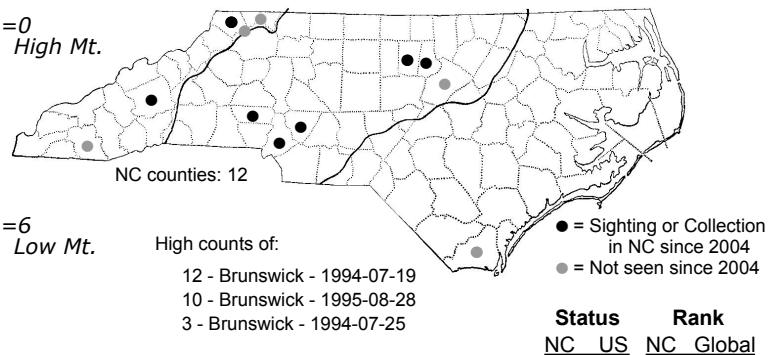 =0
High Mt.
NC counties: 12
=6
Low Mt.
High counts of:
12 - Brunswick - 1994-07-19
10 - Brunswick - 1995-08-28
3 - Brunswick - 1994-07-25
= Sighting or Collection
in NC since 2004
= Not seen since 2004
Status Rank
NC US NC Global